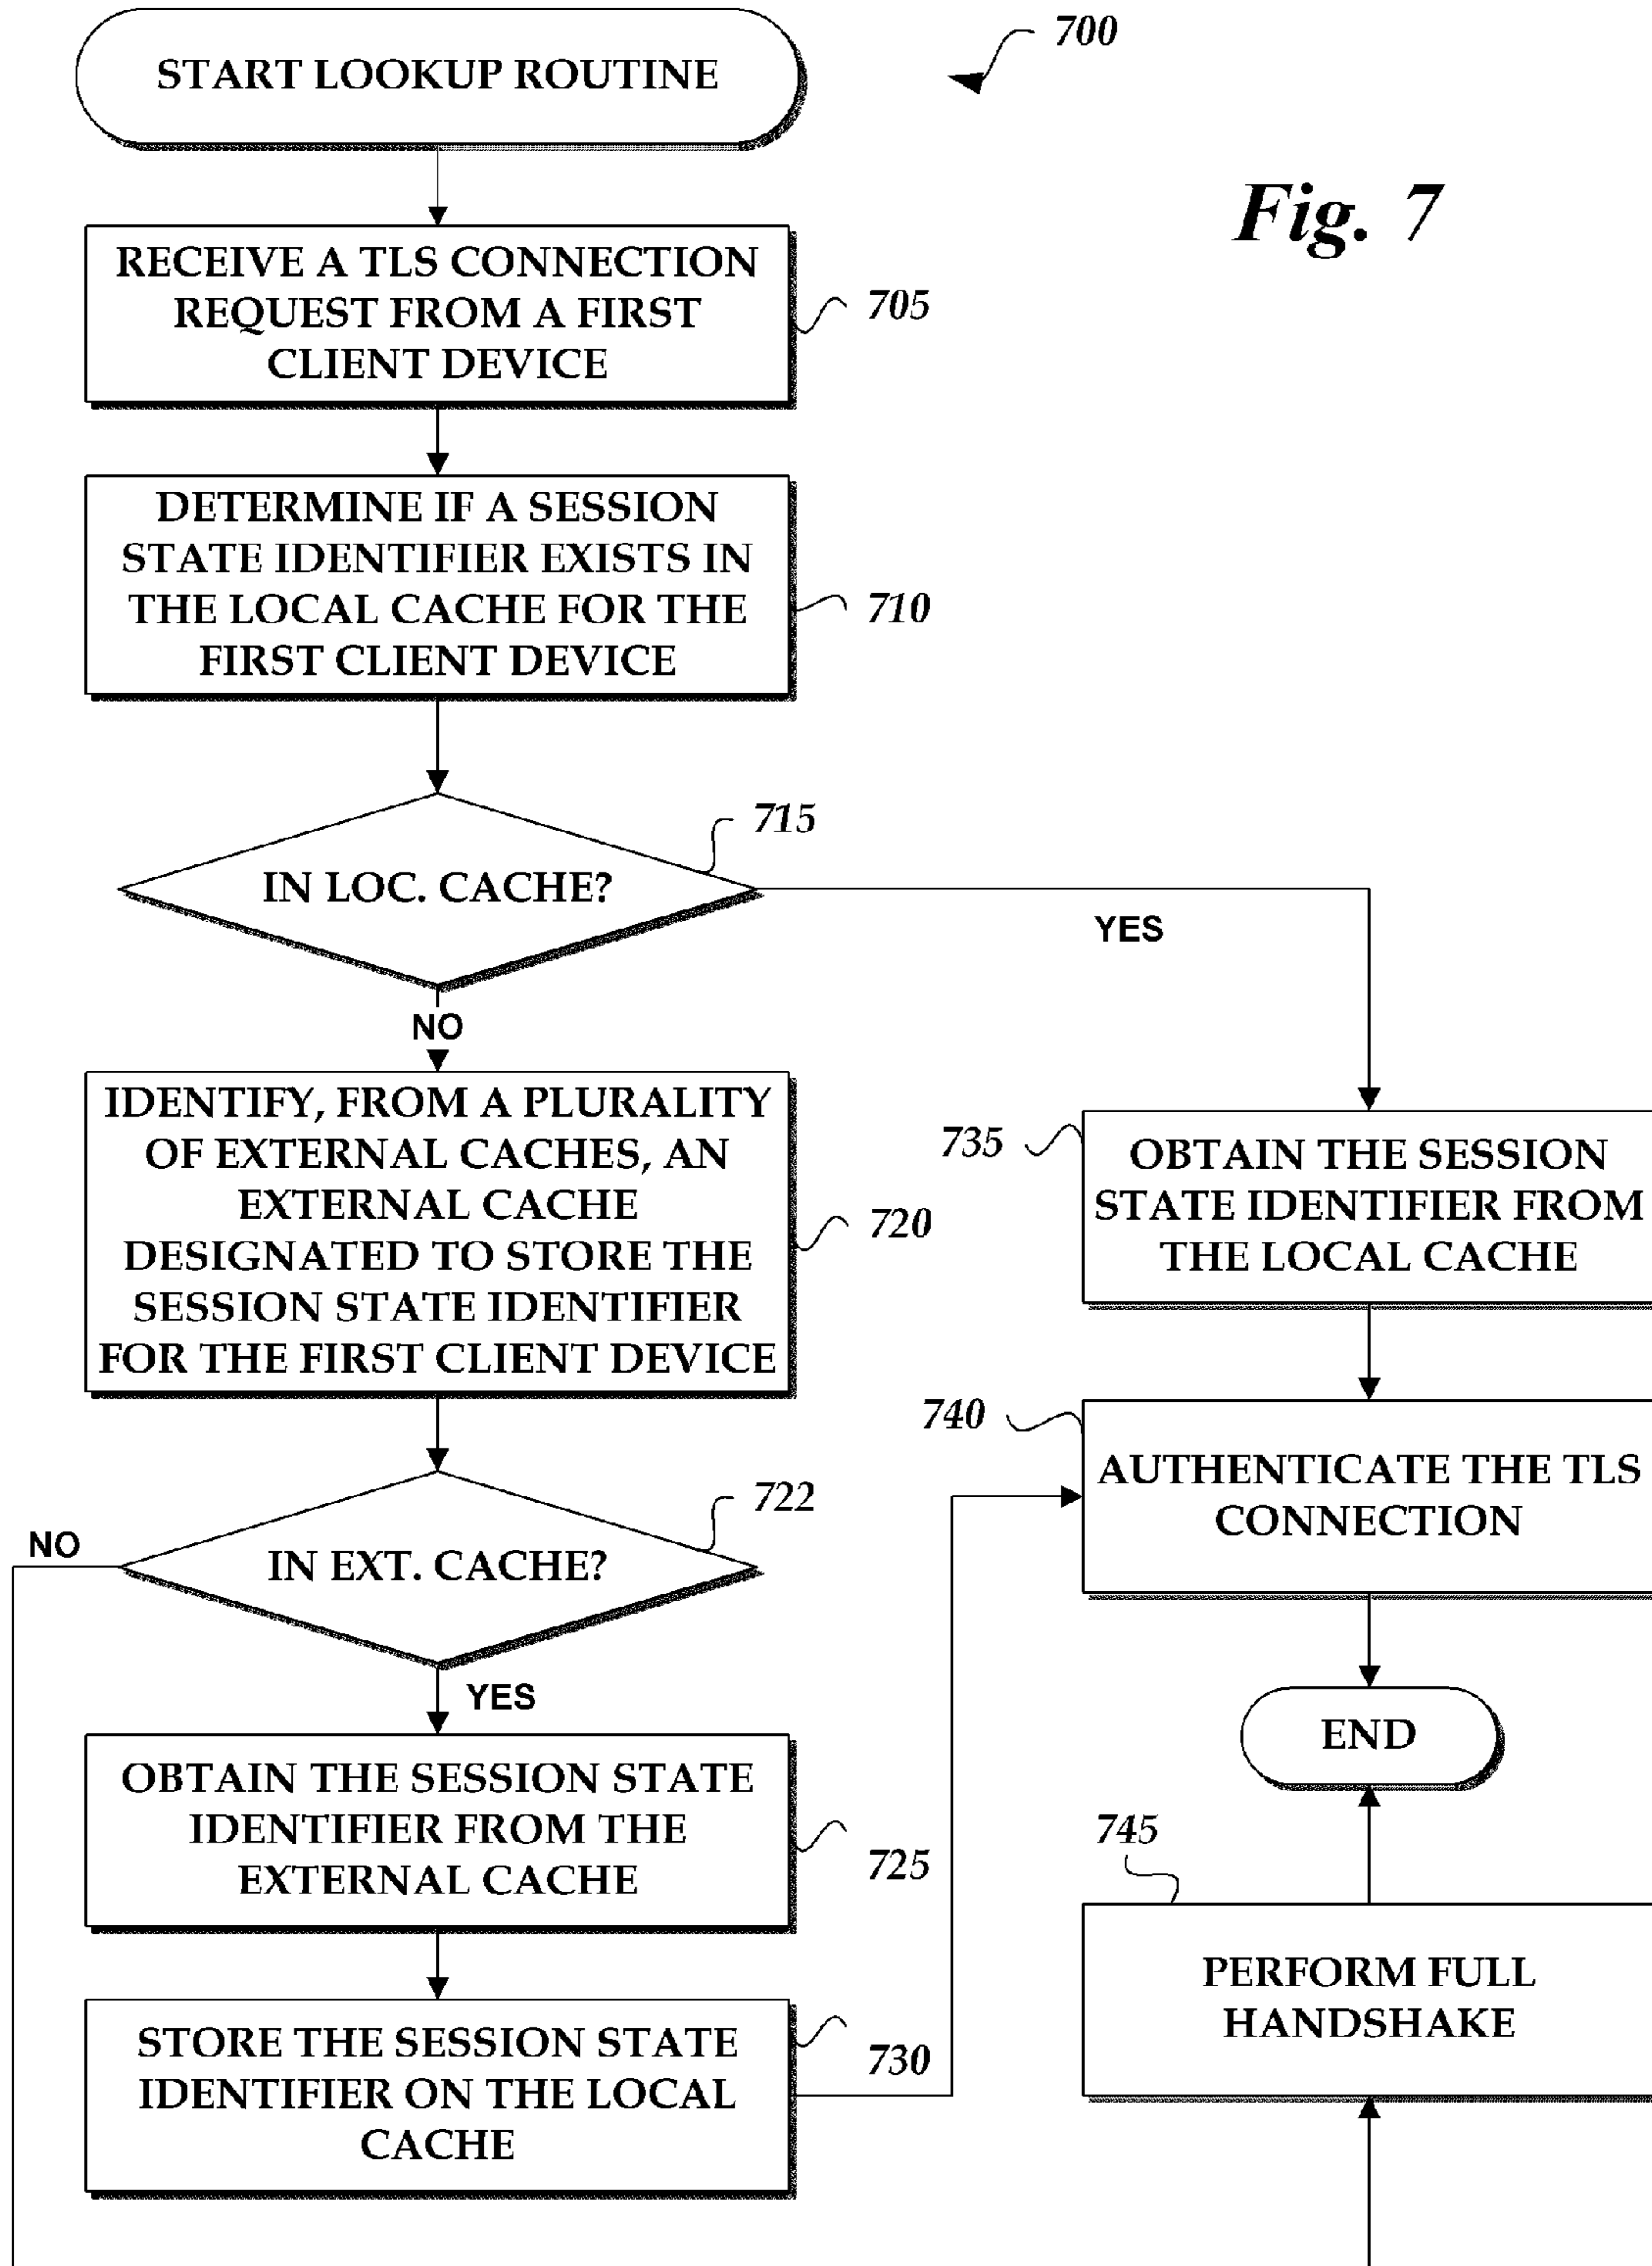 START LOOKUP ROUTINE
700
Fig. 7
RECEIVE A TLS CONNECTION
REQUEST FROM A FIRST
CLIENT DEVICE
705
DETERMINE IF A SESSION
STATE IDENTIFIER EXISTS IN
THE LOCAL CACHE FOR THE
FIRST CLIENT DEVICE
710
715
IN LOC. CACHE?
YES
NO
IDENTIFY, FROM A PLURALITY
OF EXTERNAL CACHES, AN
EXTERNAL CACHE
DESIGNATED TO STORE THE
SESSION STATE IDENTIFIER
FOR THE FIRST CLIENT DEVICE
720
735
OBTAIN THE SESSION
STATE IDENTIFIER FROM
THE LOCAL CACHE
740
AUTHENTICATE THE TLS
CONNECTION
722
NO
IN EXT. CACHE?
YES
END
OBTAIN THE SESSION STATE
IDENTIFIER FROM THE
EXTERNAL CACHE
725
745
PERFORM FULL
HANDSHAKE
STORE THE SESSION STATE
IDENTIFIER ON THE LOCAL
CACHE
730